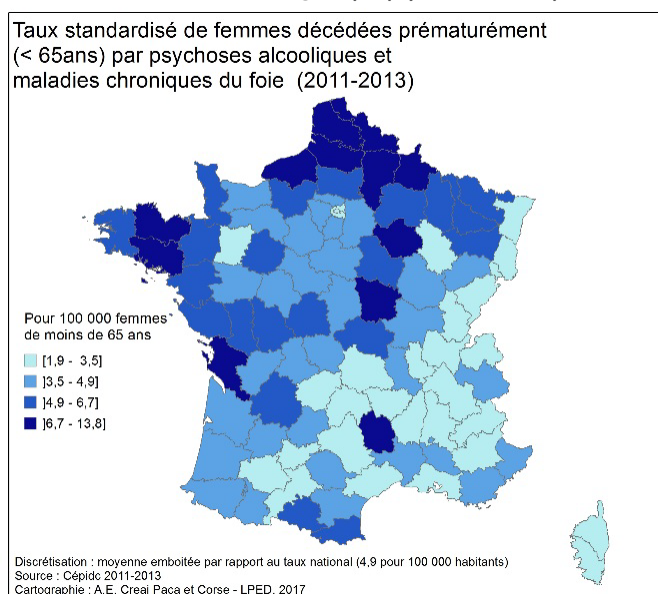 Taux standardisé de femmes décédées prématurément
(< 65ans) par psychoses alcooliques et
maladies chroniques du foie (2011-2013)
Pour 100 000 femmes
de moins de 65 ans
]1,9 - 3,5]
]3,5 - 4,9]
]4,9 - 6,7]
]6,7 - 13,8]
Discrétisation : moyenne emboitée par rapport au taux national (4,9 pour 100 000 habitants)
Source : Cépidc 2011-2013
Cartographie : A.E. Creai Paca et Corse - LPED, 2017